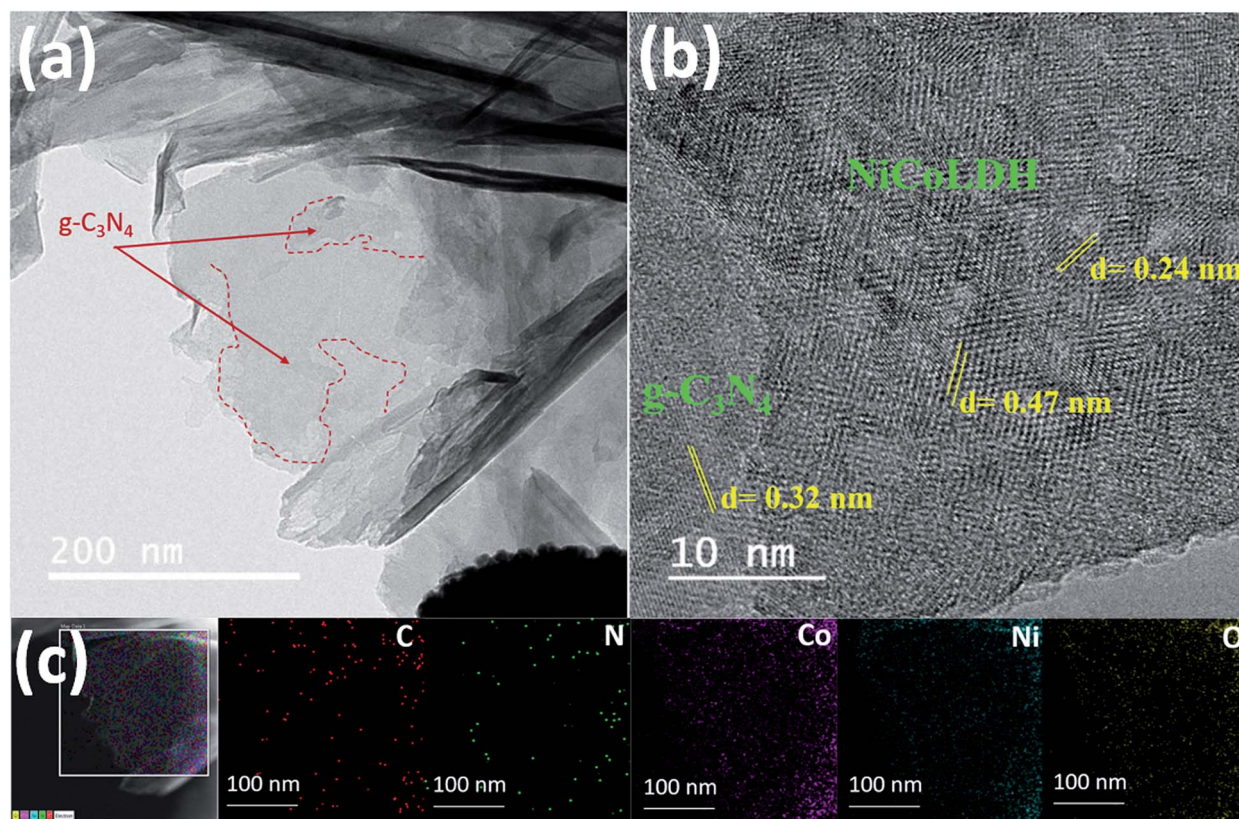 (a)
g-C₃N₄
200 nm
(b)
NiCoLDH
d= 0.24 nm
g-C₃N₄
d= 0.47 nm
d= 0.32 nm
10 nm
(c)
C
N
Co
Ni
O
100 nm
100 nm
100 nm
100 nm
100 nm